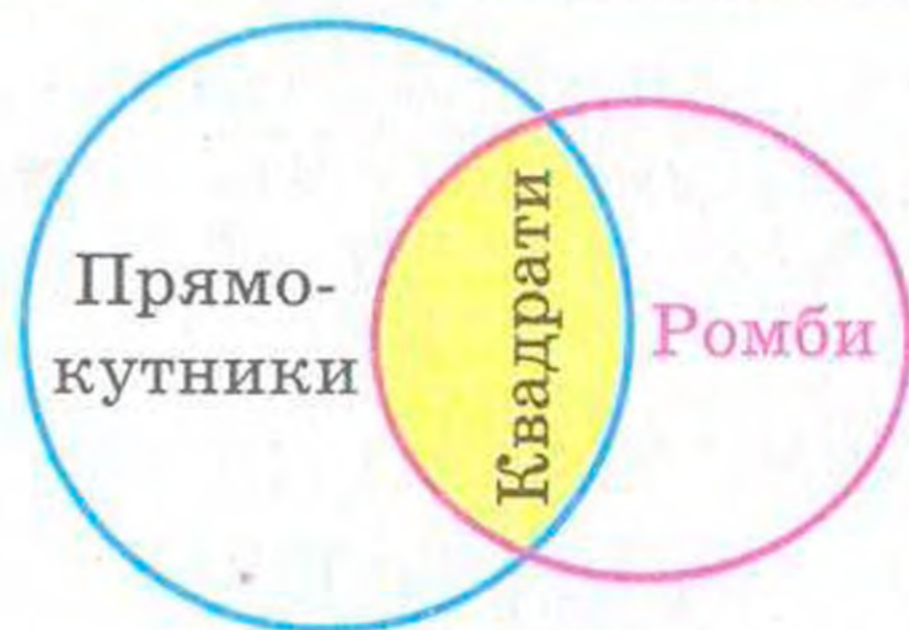 Прямо-
кутники
Квадрати
Ромби